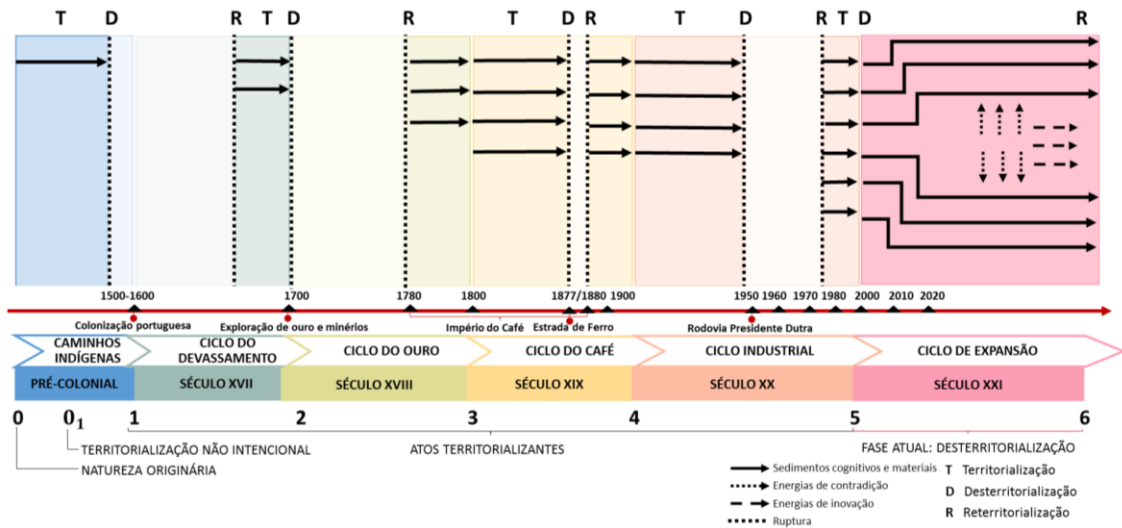 T D R T D R T D R T D R T D R
1500-1600 1700 1780 1800 1877/1880 1900 1950 1960 1970 1980 2000 2010 2020
Colonização portuguesa
Exploração de ouro e minérios
Império do Café
Estrada de Ferro
Rodovia Presidente Dutra
CAMINHOS
INDÍGENAS
CICLO DO
DEVASSAMENTO
CICLO DO OURO
CICLO DO CAFÉ
CICLO INDUSTRIAL
CICLO DE EXPANSÃO
PRÉ-COLONIAL
SÉCULO XVII
SÉCULO XVIII
SÉCULO XIX
SÉCULO XX
SÉCULO XXI
0 0₁ 1 2 3 4 5 6
TERRITORIALIZAÇÃO NÃO INTENCIONAL
NATUREZA ORIGINÁRIA
ATOS TERRITORIALIZANTES
FASE ATUAL: DESTERRITORIALIZAÇÃO
Sedimentos cognitivos e materiais
Energias de contradição
Energias de inovação
Ruptura
T Territorialização
D Desterritorialização
R Reterritorialização